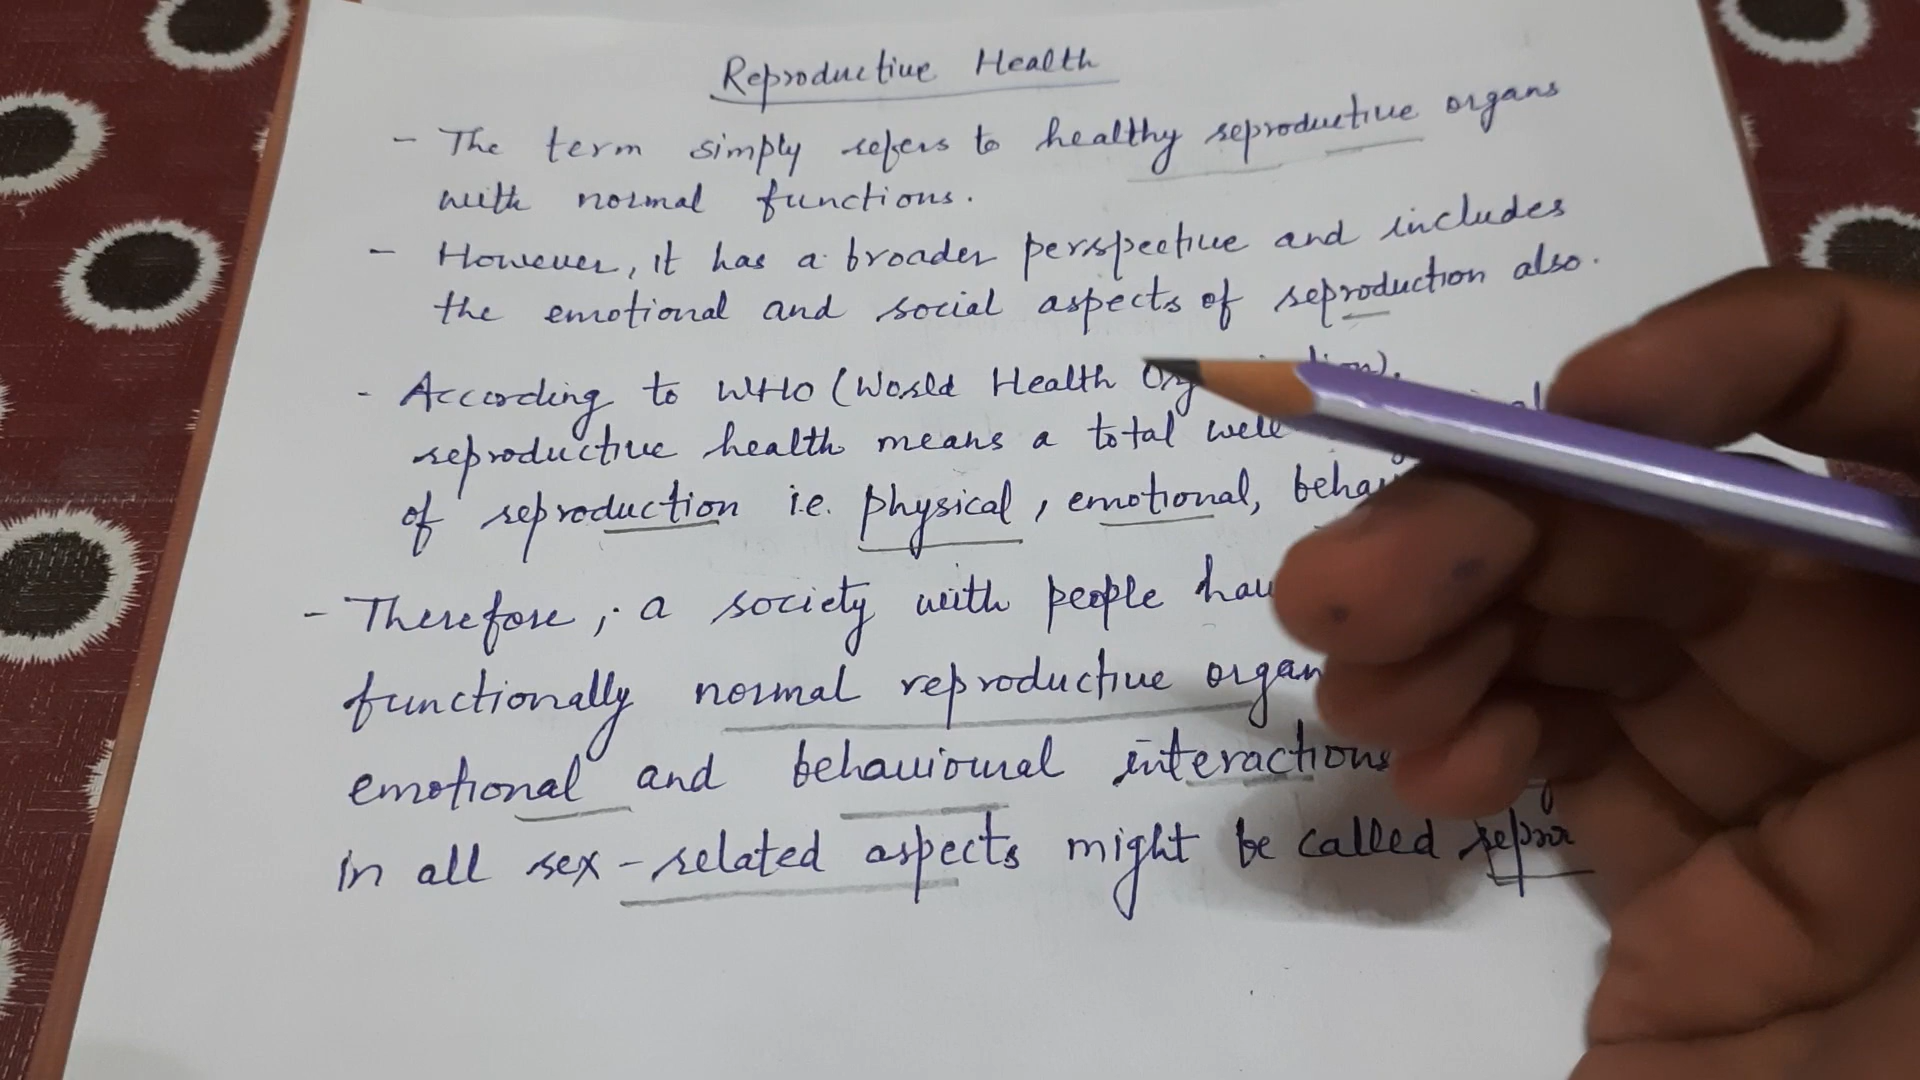 Reproductive Health
- The term simply refers to healthy reproductive organs
with normal functions.
- However, it has a broader perspective and includes
the emotional and social aspects of reproduction also.
- According to WHO (World Health
reproductive health means a total well
of reproduction i.e. physical, emotional,
- Therefore, a society with people
functionally normal reproductive
emotional and behavioural interactions
in all sex-related aspects might be called